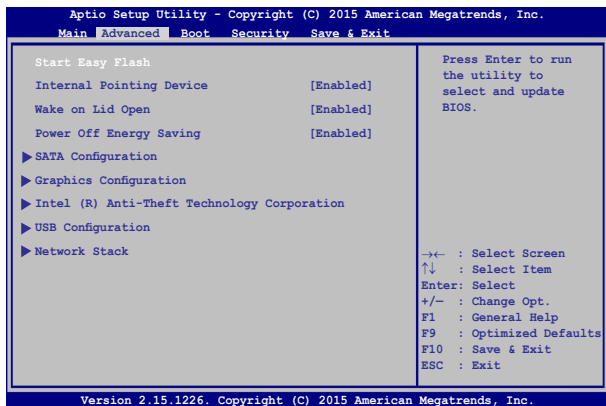 Aptio Setup Utility - Copyright (C) 2015 American Megatrends, Inc.
Main Advanced Boot Security Save & Exit
Start Easy Flash
Internal Pointing Device [Enabled]
Wake on Lid Open [Enabled]
Power Off Energy Saving [Enabled]
SATA Configuration
Graphics Configuration
Intel (R) Anti-Theft Technology Corporation
USB Configuration
Network Stack
Press Enter to run
the utility to
select and update
BIOS.
→← : Select Screen
↑↓ : Select Item
Enter: Select
+/— : Change Opt.
F1 : General Help
F9 : Optimized Defaults
F10 : Save & Exit
ESC : Exit
Version 2.15.1226. Copyright (C) 2015 American Megatrends, Inc.